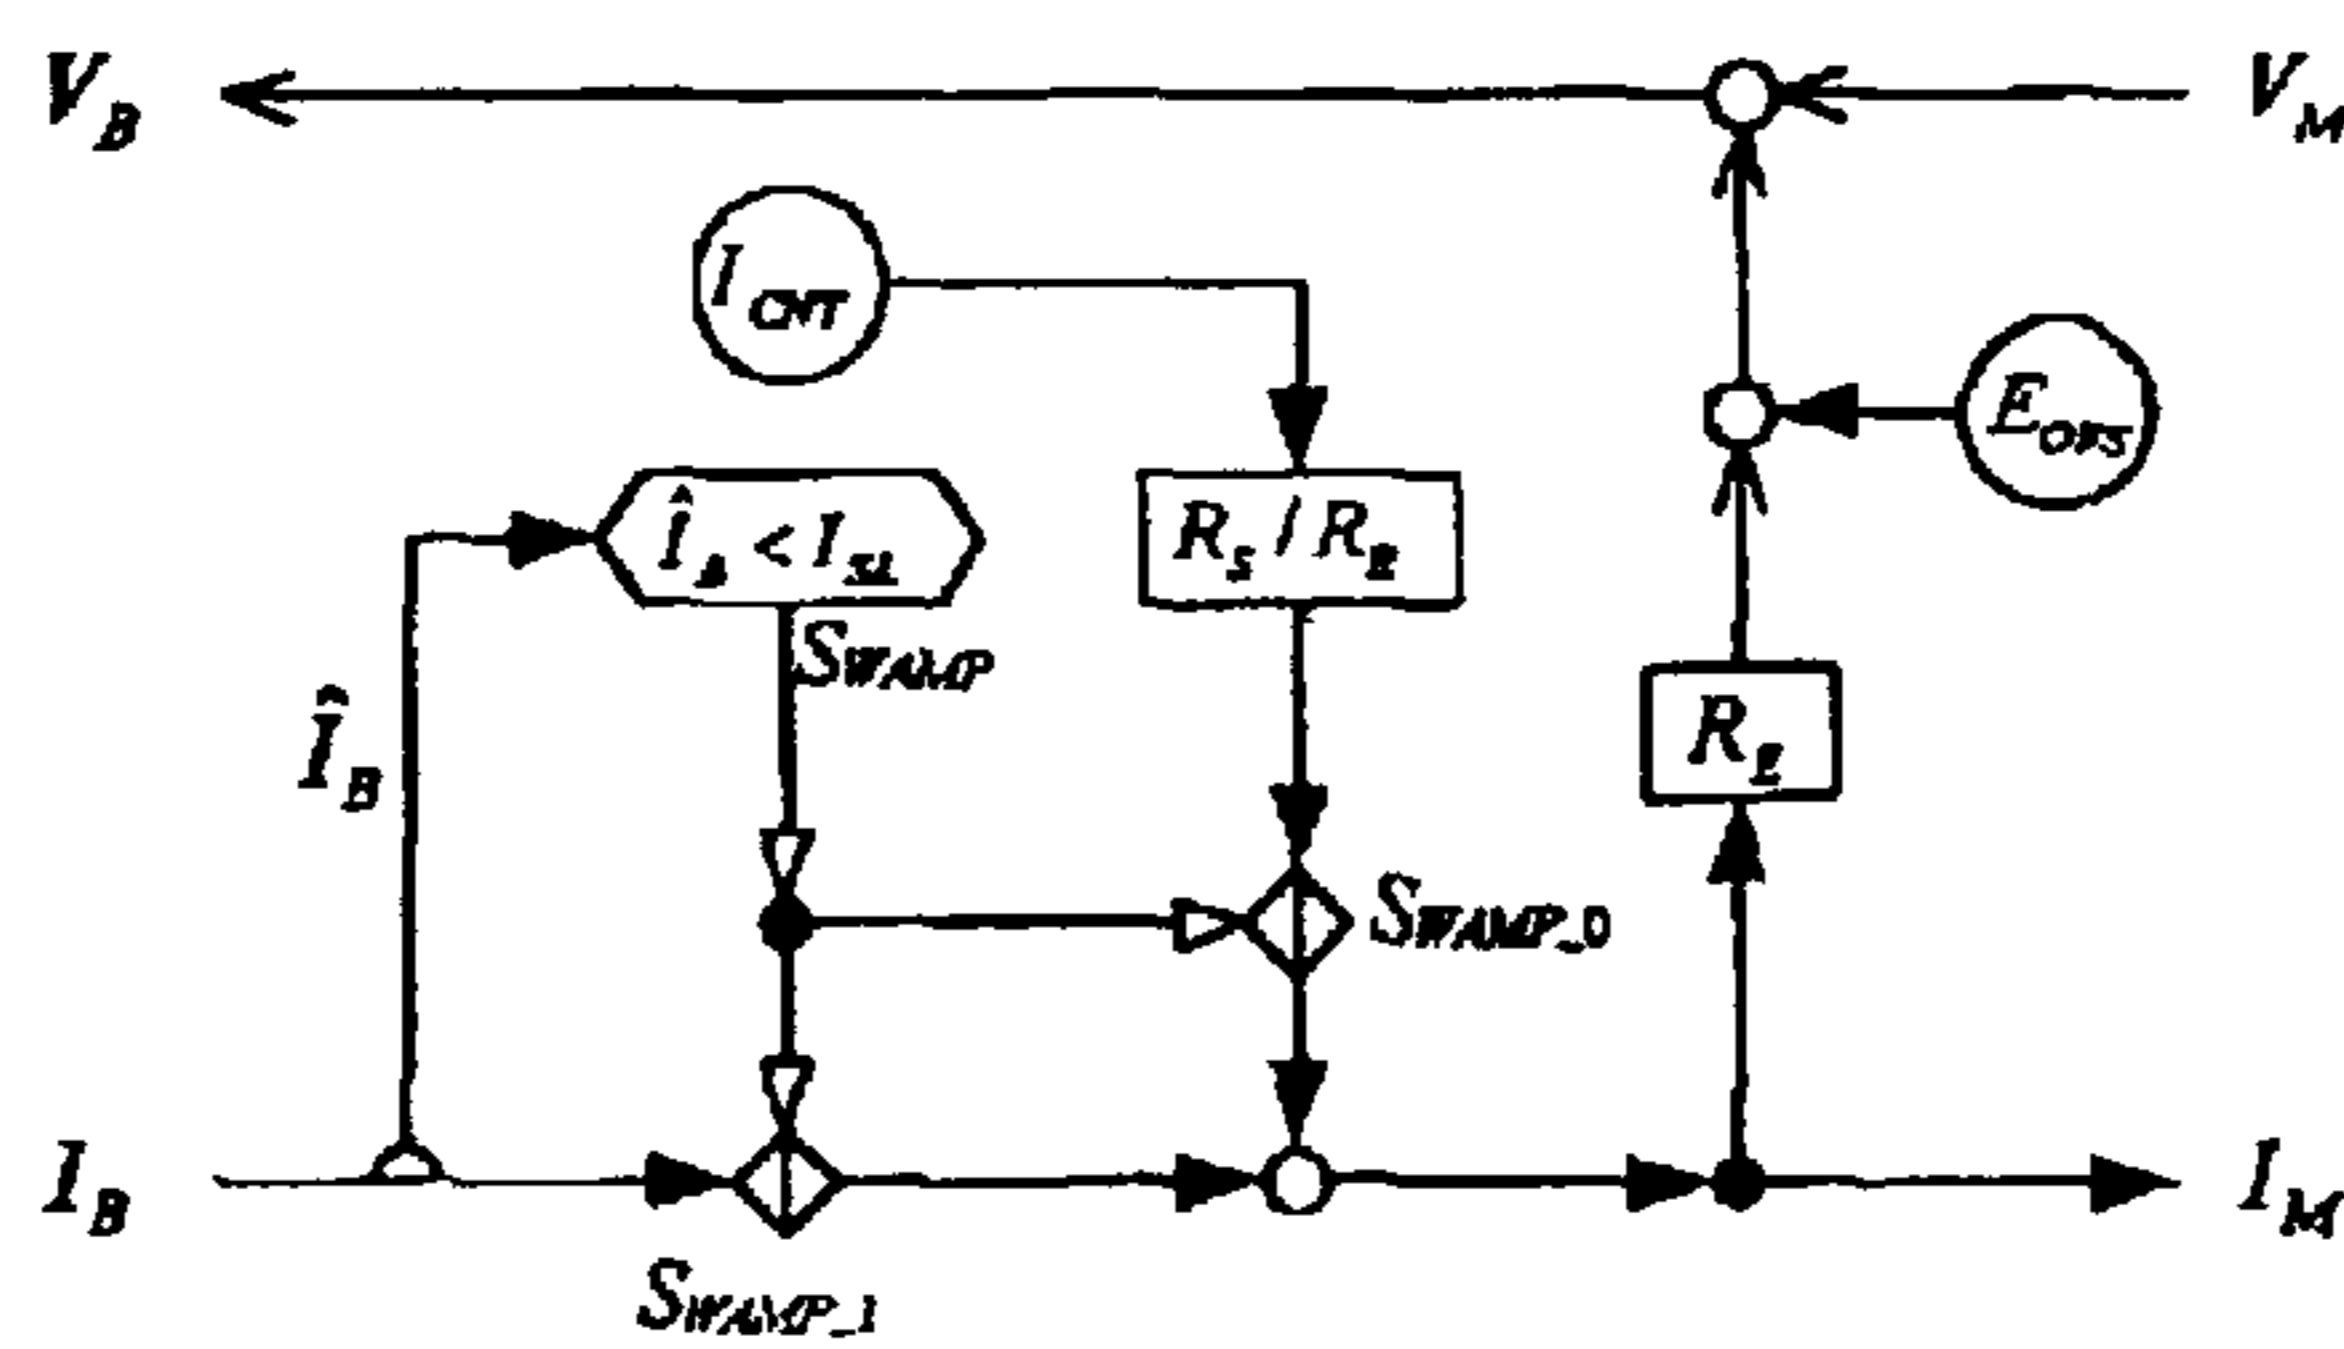 V_B V_M
I_CNT
E_OFS
Î_B < I_SL R_S / R_E
S_WAMP
Î_B R_E
S_WAMP_0
I_B I_M
S_WAMP_1